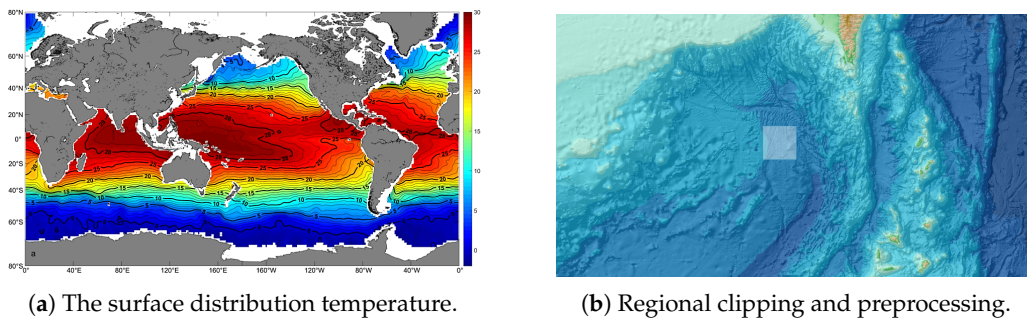 80°N
60°N
40°N
20°N
0°
20°S
40°S
60°S
80°S
0° 40°E 80°E 120°E 160°E 160°W 120°W 80°W 40°W 0°
30
25
20
15
10
5
0
a
(a) The surface distribution temperature.
(b) Regional clipping and preprocessing.